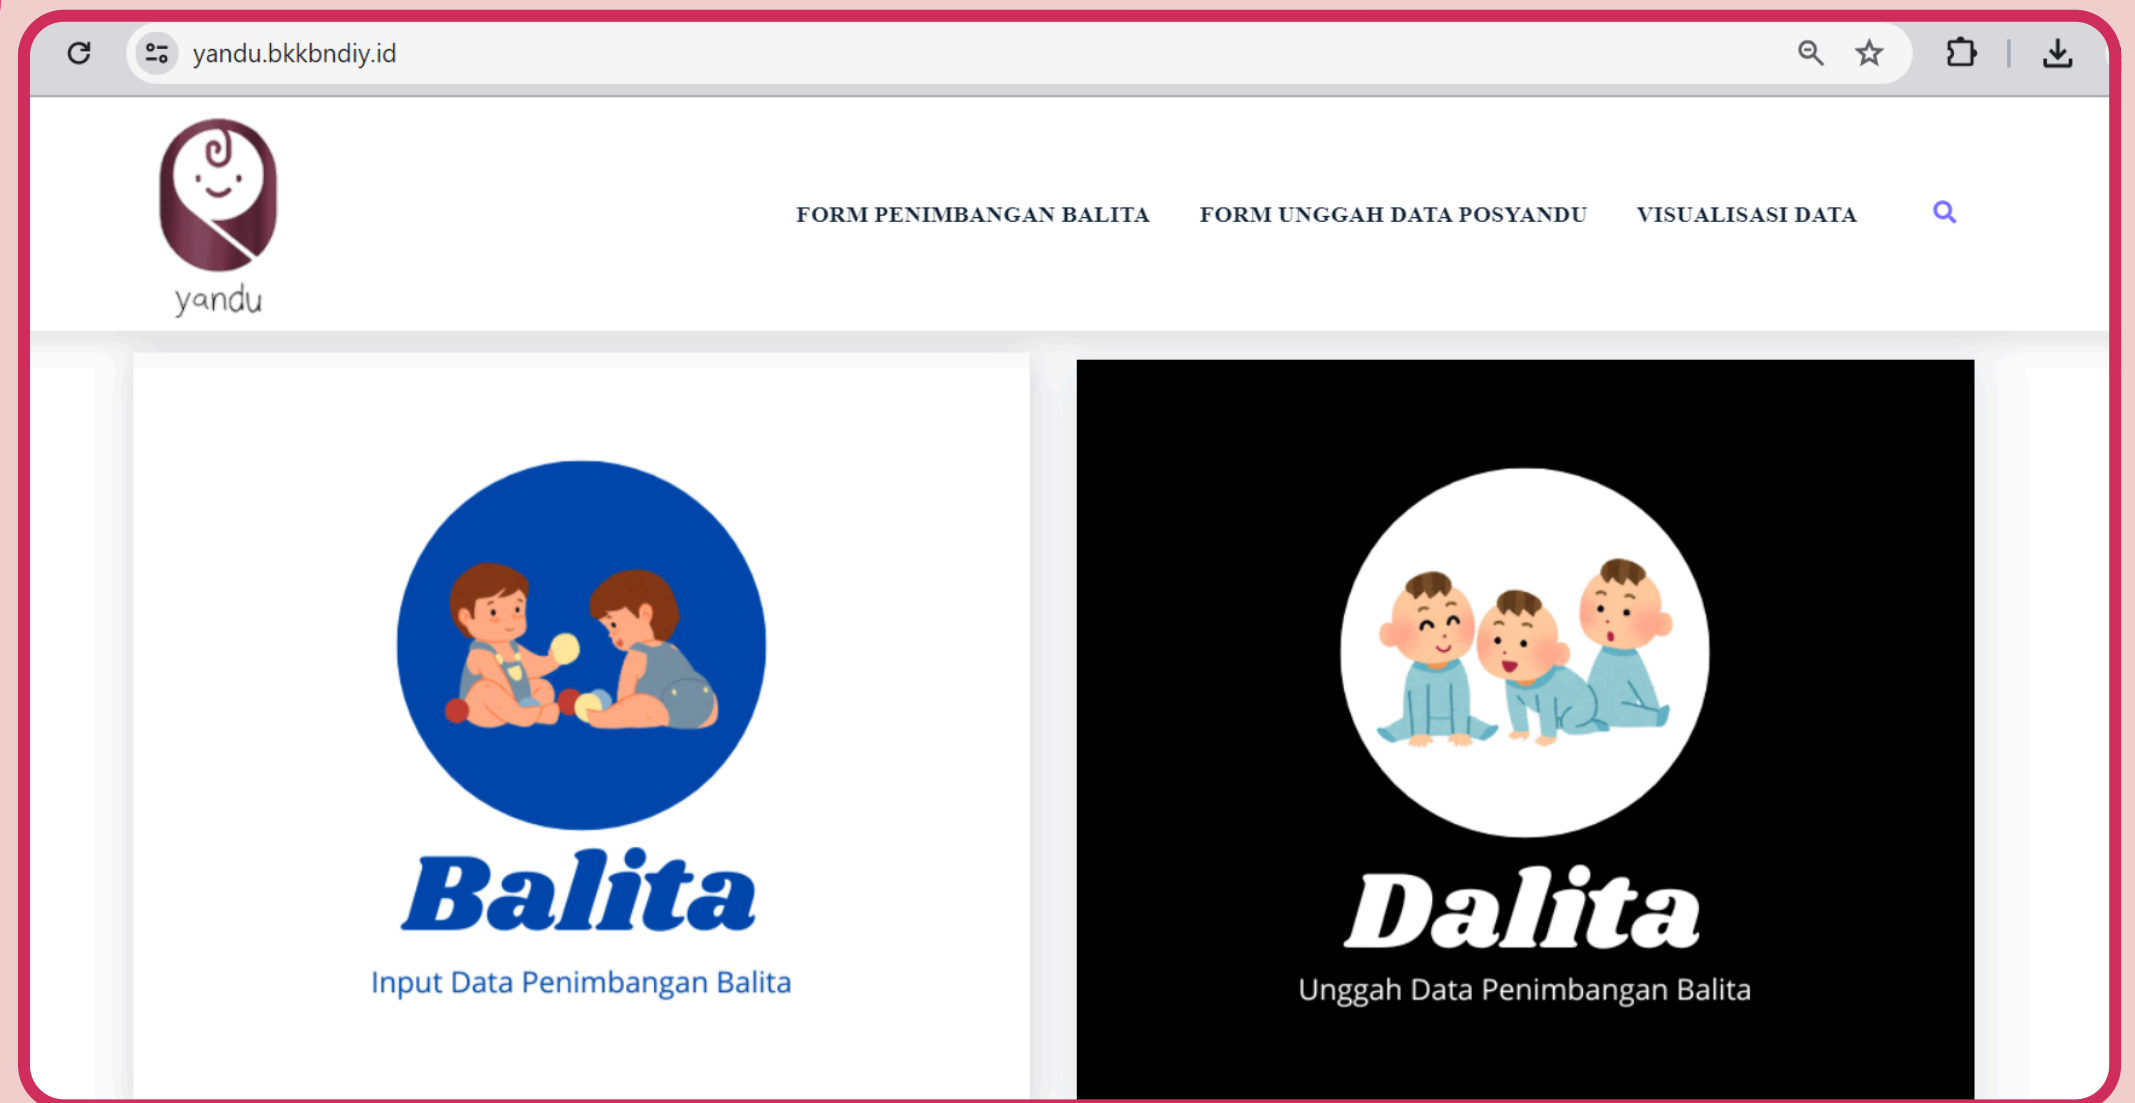 yandu.bkkbndiy.id
yandu
FORM PENIMBANGAN BALITA FORM UNGGAH DATA POSYANDU VISUALISASI DATA
Balita
Input Data Penimbangan Balita
Dalita
Unggah Data Penimbangan Balita